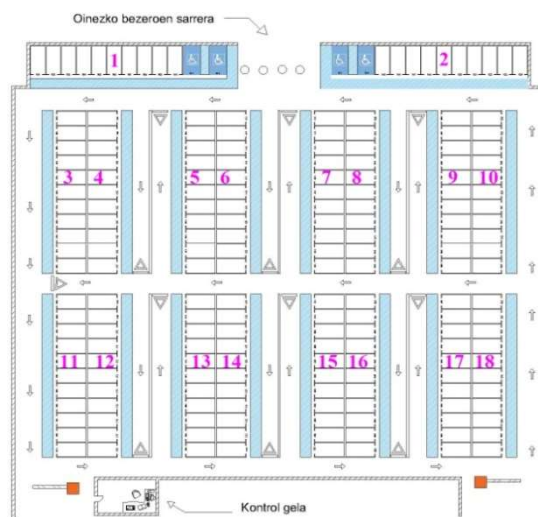 Oinezko bezeroen sarrera
1
2
3 4 5 6 7 8 9 10
11 12 13 14 15 16 17 18
Kontrol gela